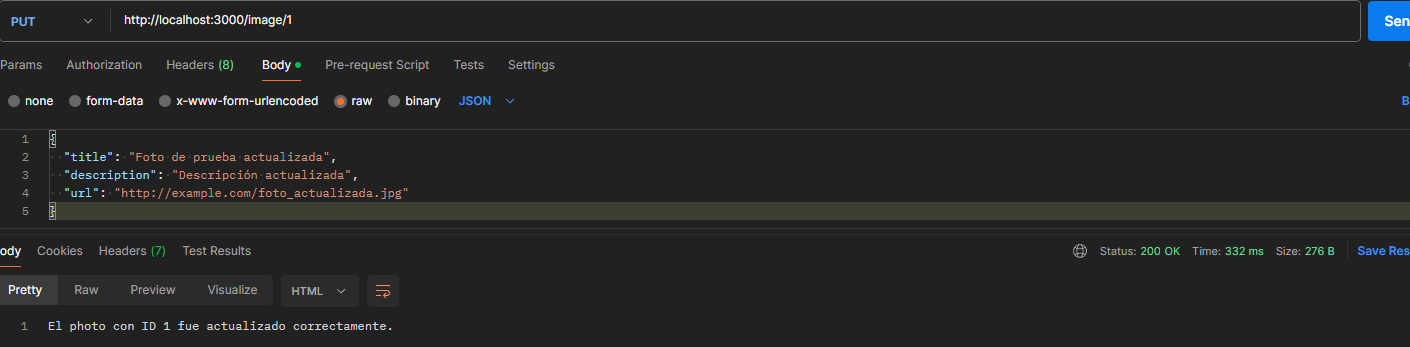 PUT http://localhost:3000/image/1 Sen
Params Authorization Headers (8) Body Pre-request Script Tests Settings
none form-data x-www-form-urlencoded raw binary JSON B
1 {
2 "title": "Foto de prueba actualizada",
3 "description": "Descripción actualizada",
4 "url": "http://example.com/foto_actualizada.jpg"
5 }
ody Cookies Headers (7) Test Results Status: 200 OK Time: 332 ms Size: 276 B Save Res
Pretty Raw Preview Visualize HTML
1 El photo con ID 1 fue actualizado correctamente.